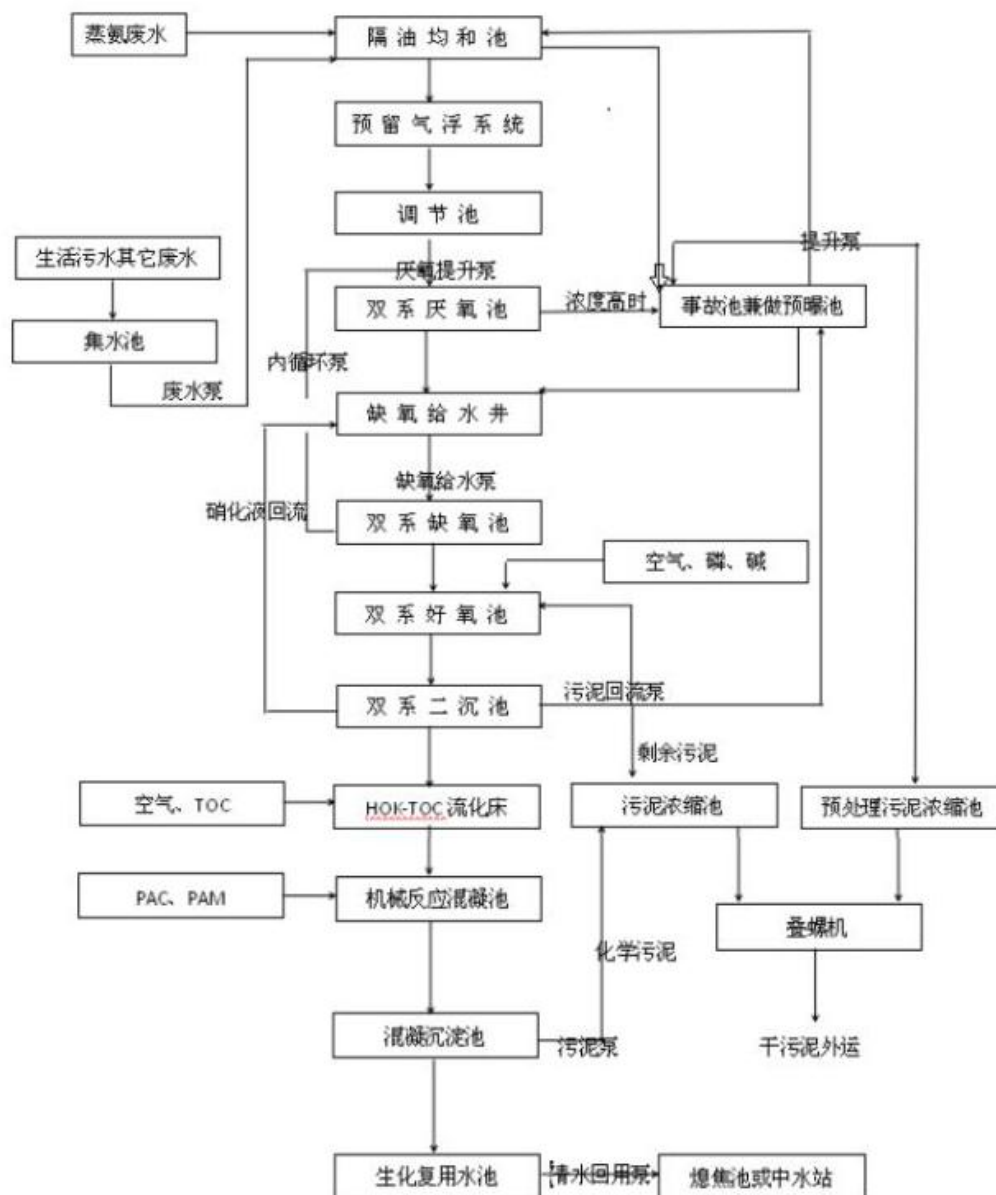 蒸氨废水
隔油均和池
预留气浮系统
调节池
提升泵
生活污水其它废水
厌氧提升泵
双系厌氧池
浓度高时
事故池兼做预曝池
集水池
内循环泵
废水泵
缺氧给水井
缺氧给水泵
硝化液回流
双系缺氧池
空气、磷、碱
双系好氧池
双系二沉池
污泥回流泵
剩余污泥
空气、TOC
HOK-TOC流化床
污泥浓缩池
预处理污泥浓缩池
PAC、PAM
机械反应混凝池
叠螺机
化学污泥
混凝沉淀池
污泥泵
干污泥外运
生化复用水池
清水回用泵
熄焦池或中水站